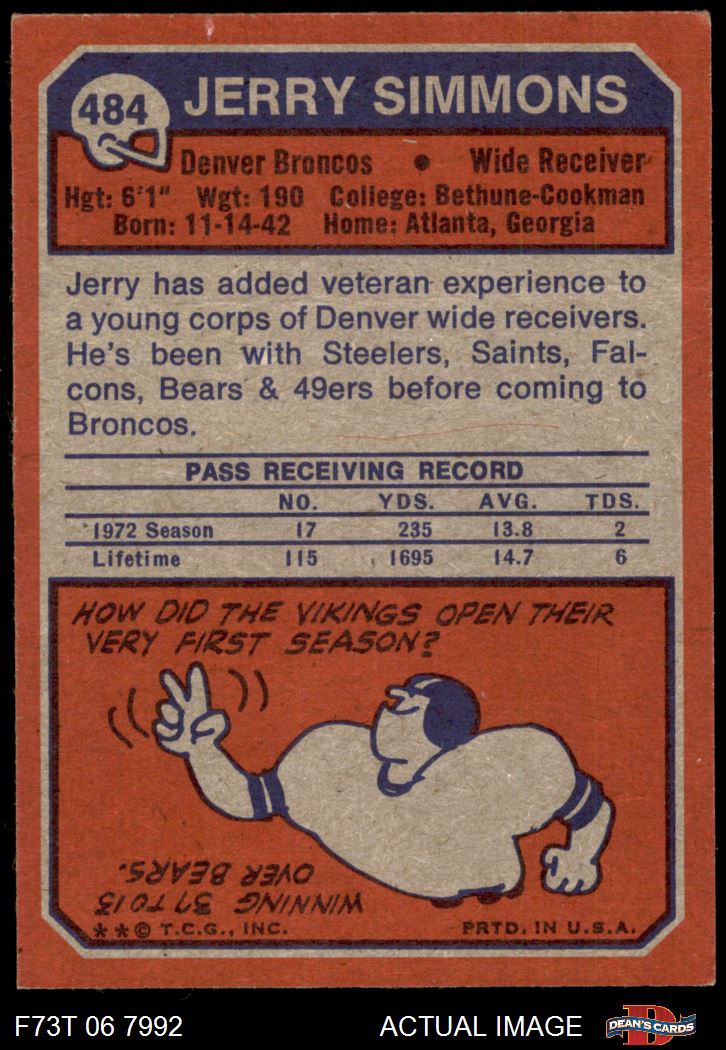 484
JERRY SIMMONS
Denver Broncos • Wide Receiver
Hgt: 6'1" Wgt: 190 College: Bethune-Cookman
Born: 11-14-42 Home: Atlanta, Georgia
Jerry has added veteran experience to
a young corps of Denver wide receivers.
He's been with Steelers, Saints, Fal-
cons, Bears & 49ers before coming to
Broncos.
PASS RECEIVING RECORD
NO. YDS. AVG. TDS.
1972 Season 17 235 13.8 2
Lifetime 115 1695 14.7 6
HOW DID THE VIKINGS OPEN THEIR
VERY FIRST SEASON?
WINNING 37 TO 13
OVER BEARS.
**© T.C.G., INC. PRTD. IN U.S.A.
F73T 06 7992 ACTUAL IMAGE
D
DEAN'S CARDS